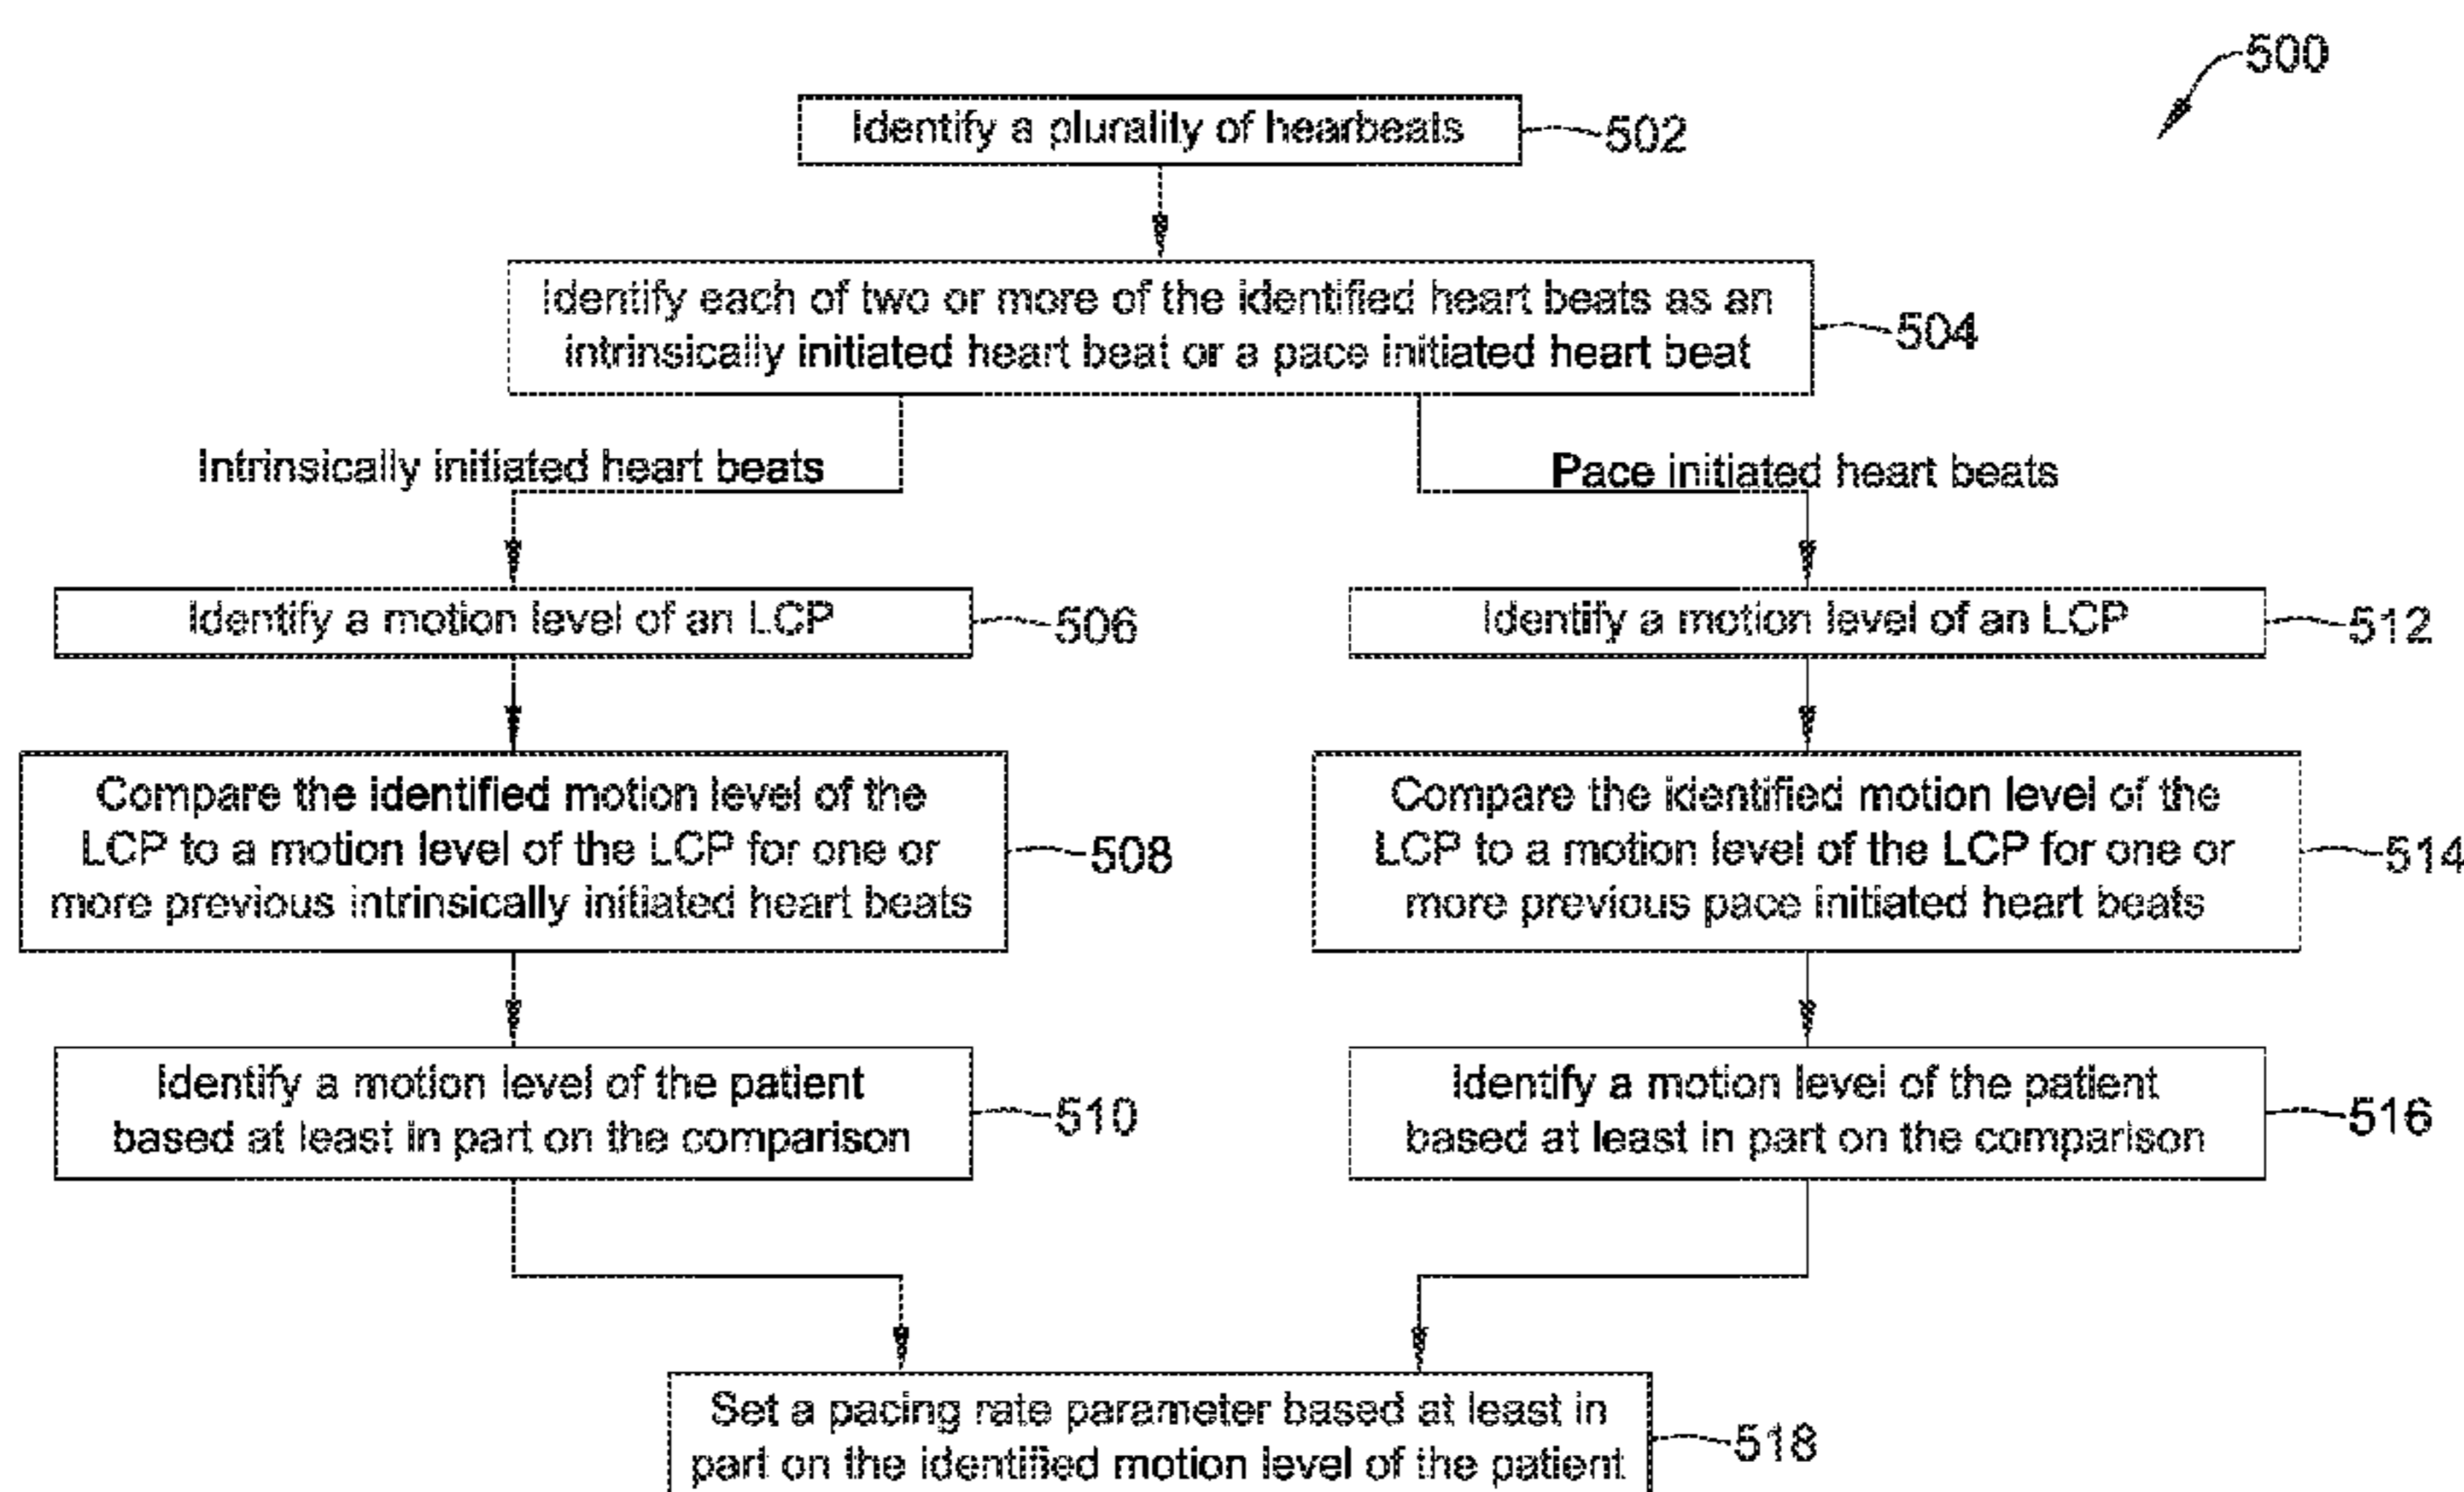 500
Identify a plurality of hearbeats
502
Identify each of two or more of the identified heart beats as an
intrinsically initiated heart beat or a pace initiated heart beat
504
Intrinsically initiated heart beats
Pace initiated heart beats
Identify a motion level of an LCP
506
Identify a motion level of an LCP
512
Compare the identified motion level of the
LCP to a motion level of the LCP for one or
more previous intrinsically initiated heart beats
508
Compare the identified motion level of the
LCP to a motion level of the LCP for one or
more previous pace initiated heart beats
514
Identify a motion level of the patient
based at least in part on the comparison
510
Identify a motion level of the patient
based at least in part on the comparison
516
Set a pacing rate parameter based at least in
part on the identified motion level of the patient
518